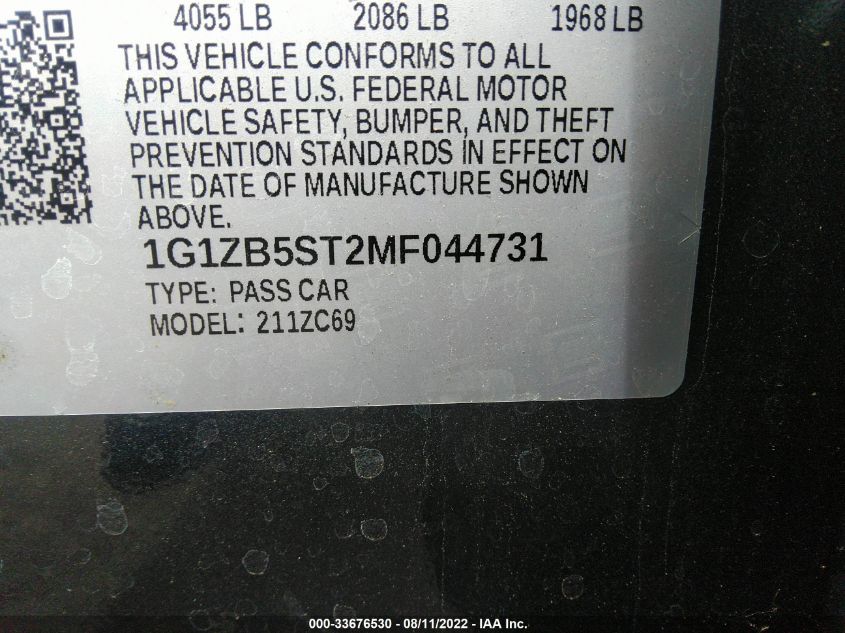 4055 LB 2086 LB 1968 LB
THIS VEHICLE CONFORMS TO ALL
APPLICABLE U.S. FEDERAL MOTOR
VEHICLE SAFETY, BUMPER, AND THEFT
PREVENTION STANDARDS IN EFFECT ON
THE DATE OF MANUFACTURE SHOWN
ABOVE.
1G1ZB5ST2MF044731
TYPE: PASS CAR
MODEL: 211ZC69
000-33676530 - 08/11/2022 - IAA Inc.